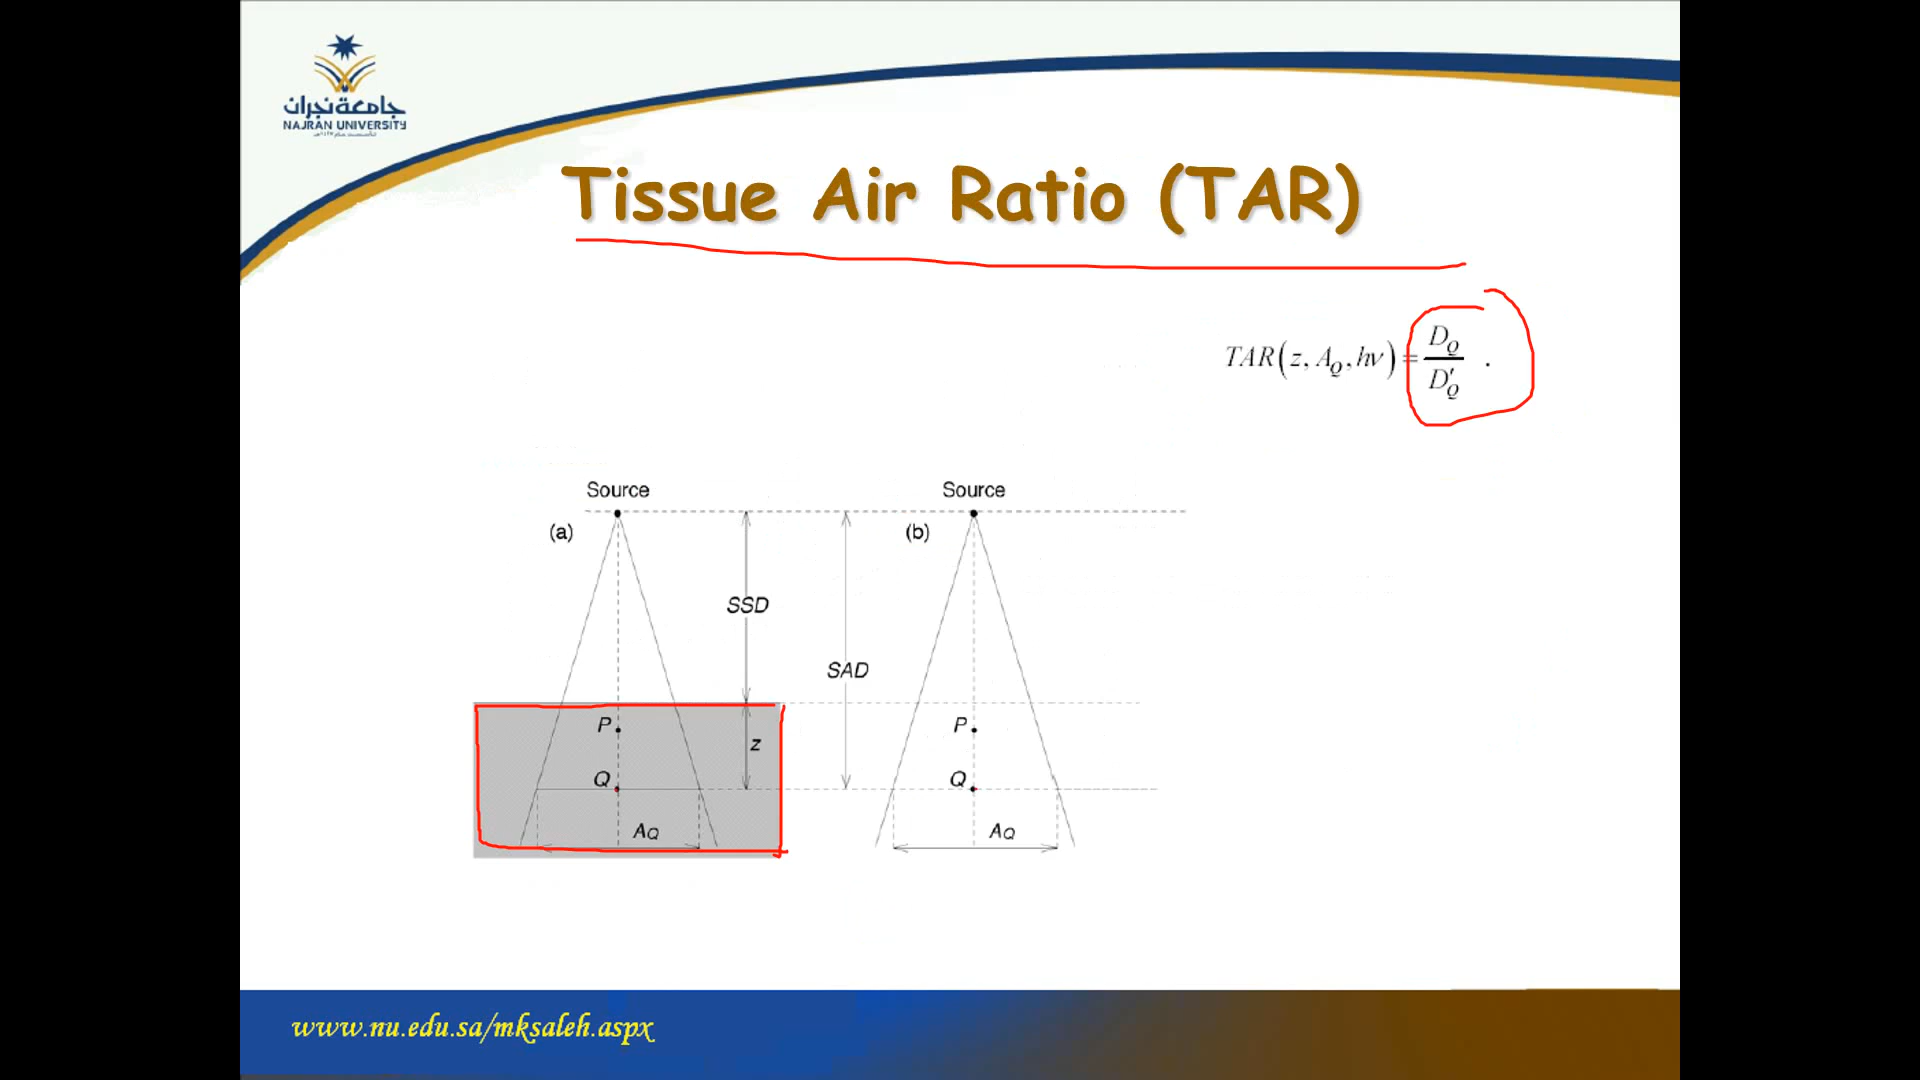 جامعة نجران
NAJRAN UNIVERSITY
Tissue Air Ratio (TAR)
TAR(z, A_Q, hν) = D_Q / D′_Q .
Source
Source
(a)
(b)
SSD
SAD
P
z
P
Q
Q
A_Q
A_Q
www.nu.edu.sa/mksaleh.aspx